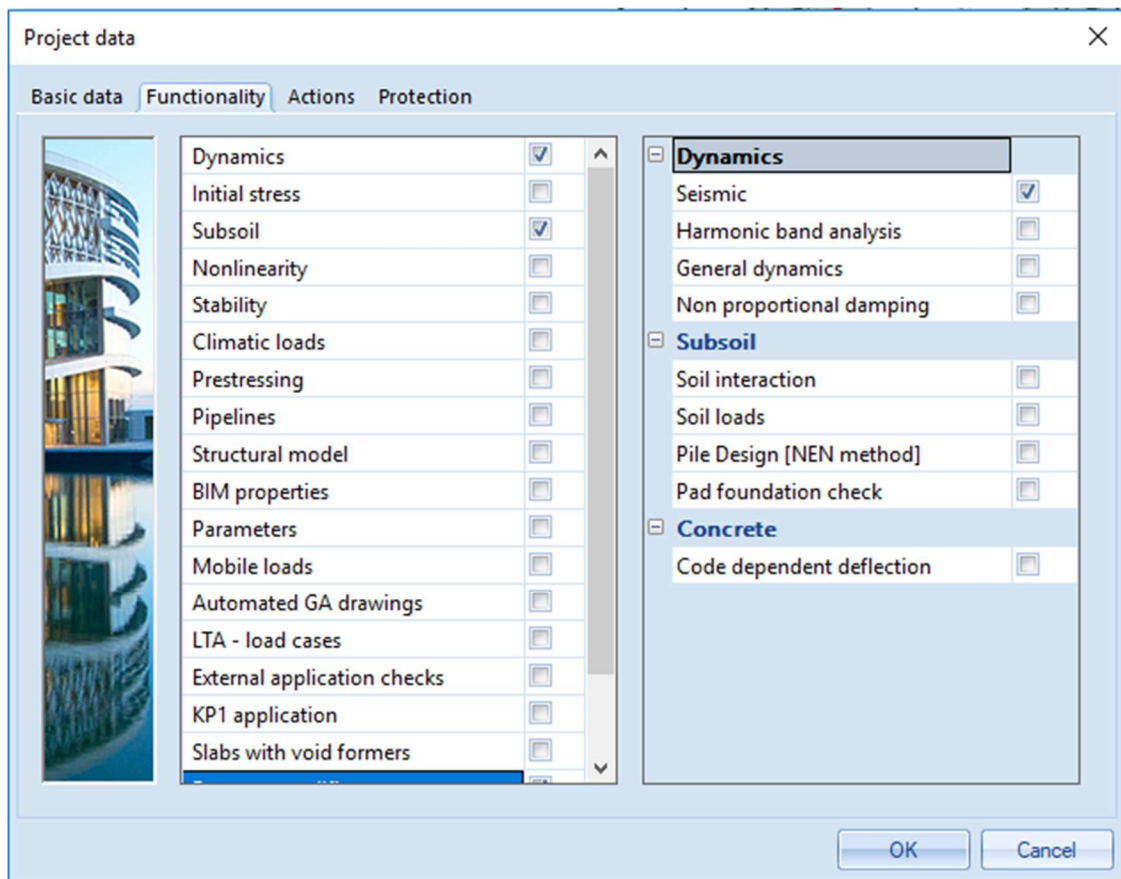 Project data
Basic data Functionality Actions Protection
Dynamics
Initial stress
Subsoil
Nonlinearity
Stability
Climatic loads
Prestressing
Pipelines
Structural model
BIM properties
Parameters
Mobile loads
Automated GA drawings
LTA - load cases
External application checks
KP1 application
Slabs with void formers
Dynamics
Seismic
Harmonic band analysis
General dynamics
Non proportional damping
Subsoil
Soil interaction
Soil loads
Pile Design [NEN method]
Pad foundation check
Concrete
Code dependent deflection
OK Cancel